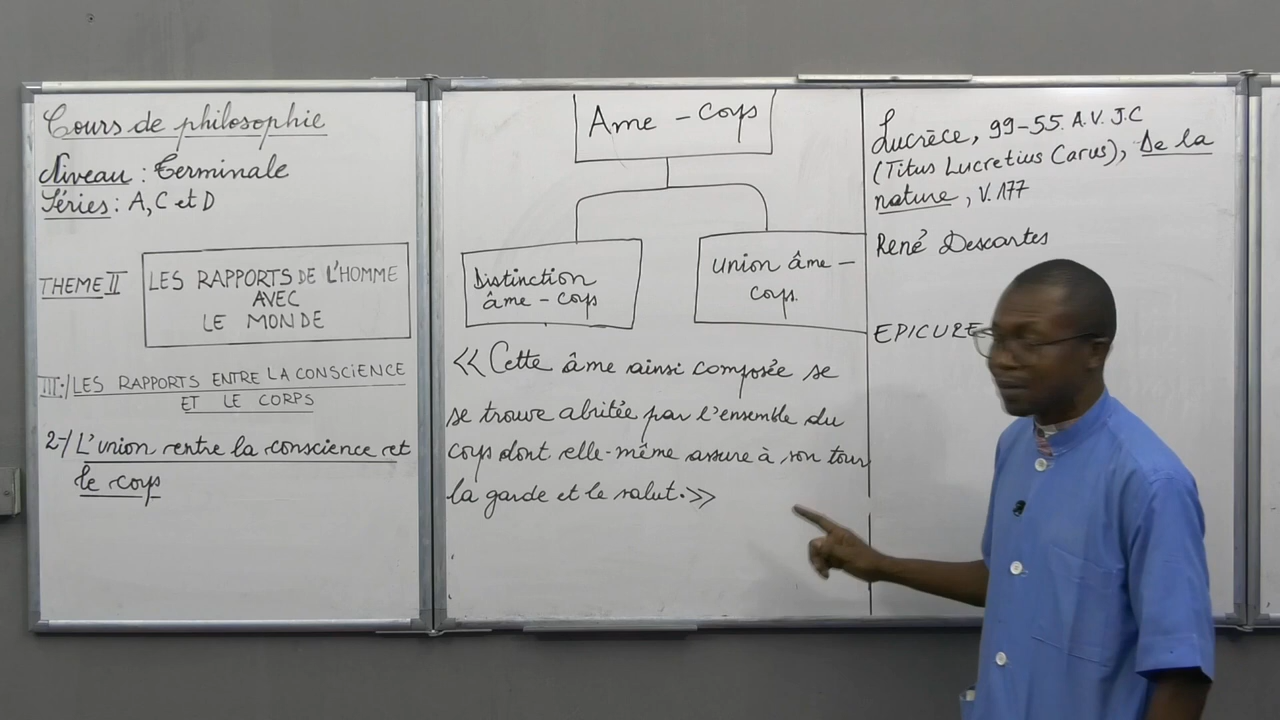 Cours de philosophie
Niveau : Terminale
Séries : A, C et D
THEME II
LES RAPPORTS DE L'HOMME
AVEC
LE MONDE
III-/ LES RAPPORTS ENTRE LA CONSCIENCE
ET LE CORPS
2-/ L'union entre la conscience et
le corps
Ame - Corps
Distinction
âme - corps
Union âme -
corps.
<< Cette âme ainsi composée se
se trouve abritée par l'ensemble du
corps dont elle-même assure à son tour
la garde et le salut.>>
Lucrèce, 99-55. A.V. J.C
(Titus Lucretius Carus), De la
nature, V. 177
René Descartes
EPICURE